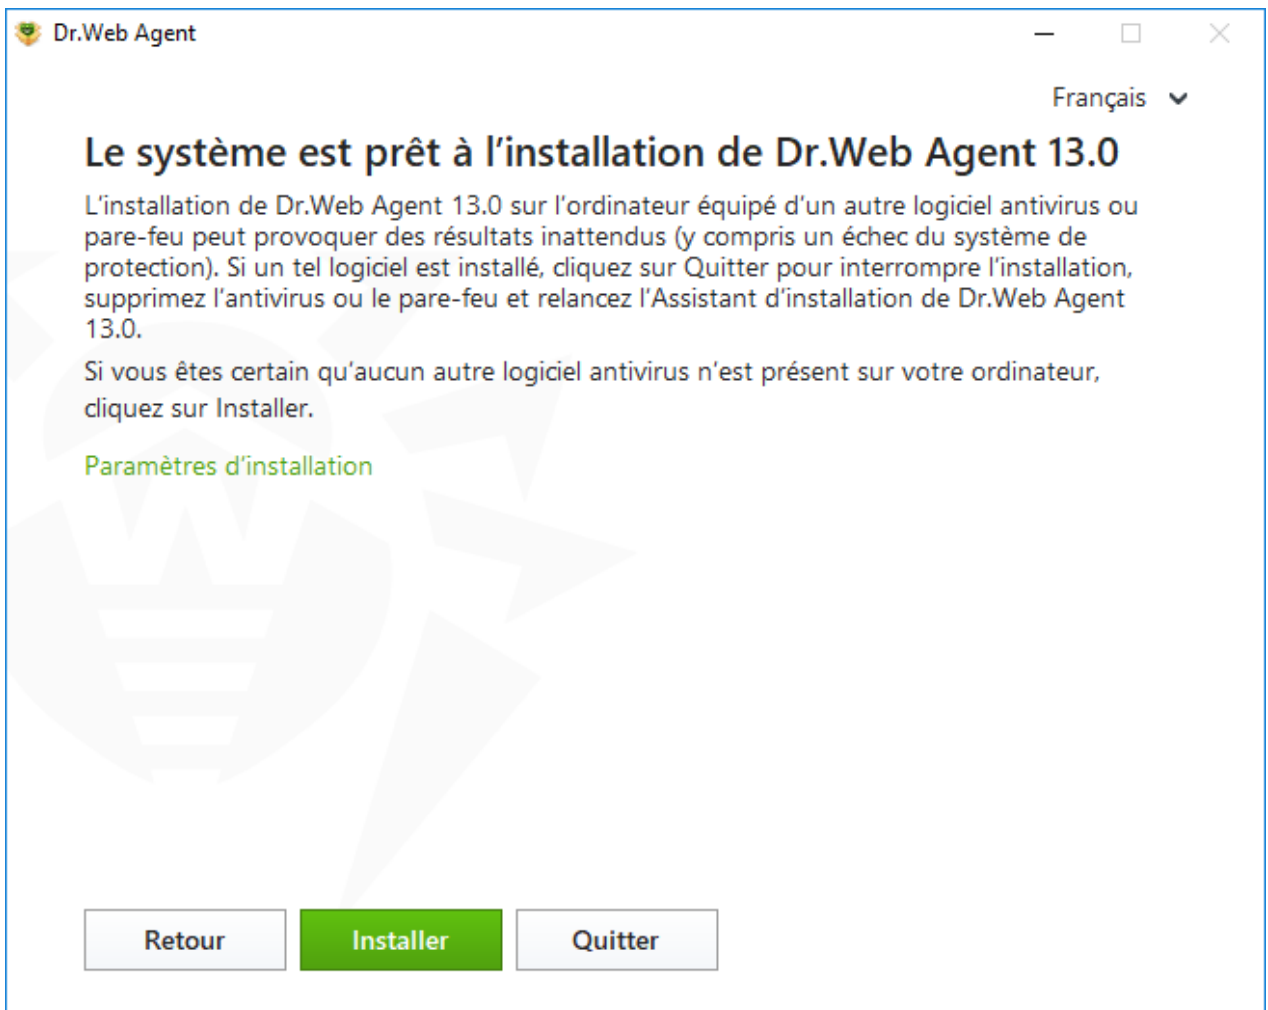 Dr.Web Agent
Français
Le système est prêt à l’installation de Dr.Web Agent 13.0
L’installation de Dr.Web Agent 13.0 sur l’ordinateur équipé d’un autre logiciel antivirus ou
pare-feu peut provoquer des résultats inattendus (y compris un échec du système de
protection). Si un tel logiciel est installé, cliquez sur Quitter pour interrompre l’installation,
supprimez l’antivirus ou le pare-feu et relancez l’Assistant d’installation de Dr.Web Agent
13.0.
Si vous êtes certain qu’aucun autre logiciel antivirus n’est présent sur votre ordinateur,
cliquez sur Installer.
Paramètres d’installation
Retour Installer Quitter